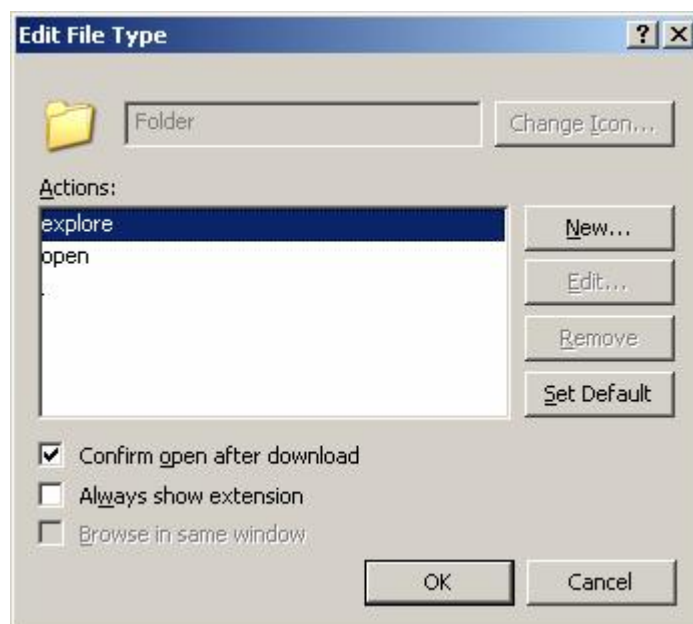 Edit File Type
Folder
Change Icon...
Actions:
explore
open
.
New...
Edit...
Remove
Set Default
Confirm open after download
Always show extension
Browse in same window
OK
Cancel